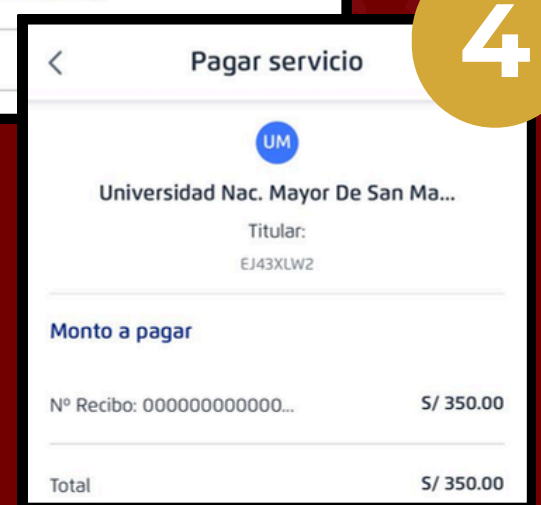 4
< Pagar servicio
UM
Universidad Nac. Mayor De San Ma...
Titular:
EJ43XLW2
Monto a pagar
Nº Recibo: 000000000000... S/ 350.00
Total S/ 350.00